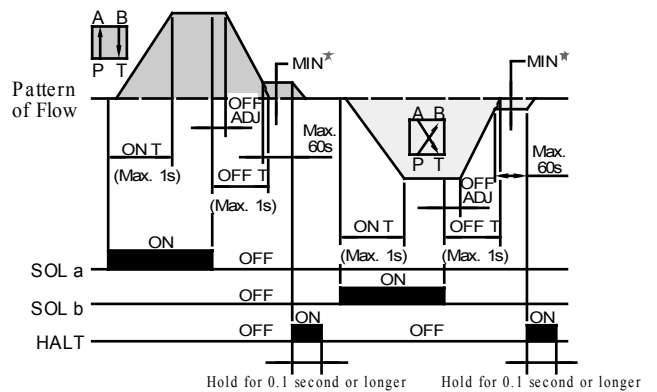 A B
P T
MIN☆
MIN☆
Pattern
of Flow
OFF
ADJ
A B
P T
ON T
(Max. 1s)
OFF T
(Max. 1s)
Max.
60s
Max.
60s
OFF
ADJ
ON T
(Max. 1s)
OFF T
(Max. 1s)
SOL a
ON
OFF
SOL b
OFF
ON
HALT
OFF
ON
OFF
ON
Hold for 0.1 second or longer
Hold for 0.1 second or longer